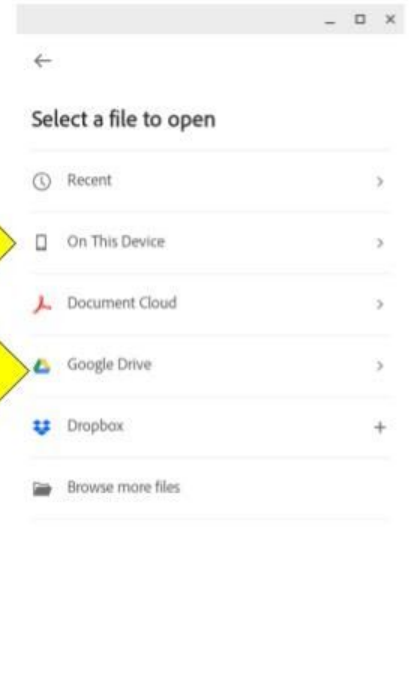 Select a file to open
Recent
On This Device
Document Cloud
Google Drive
Dropbox
Browse more files